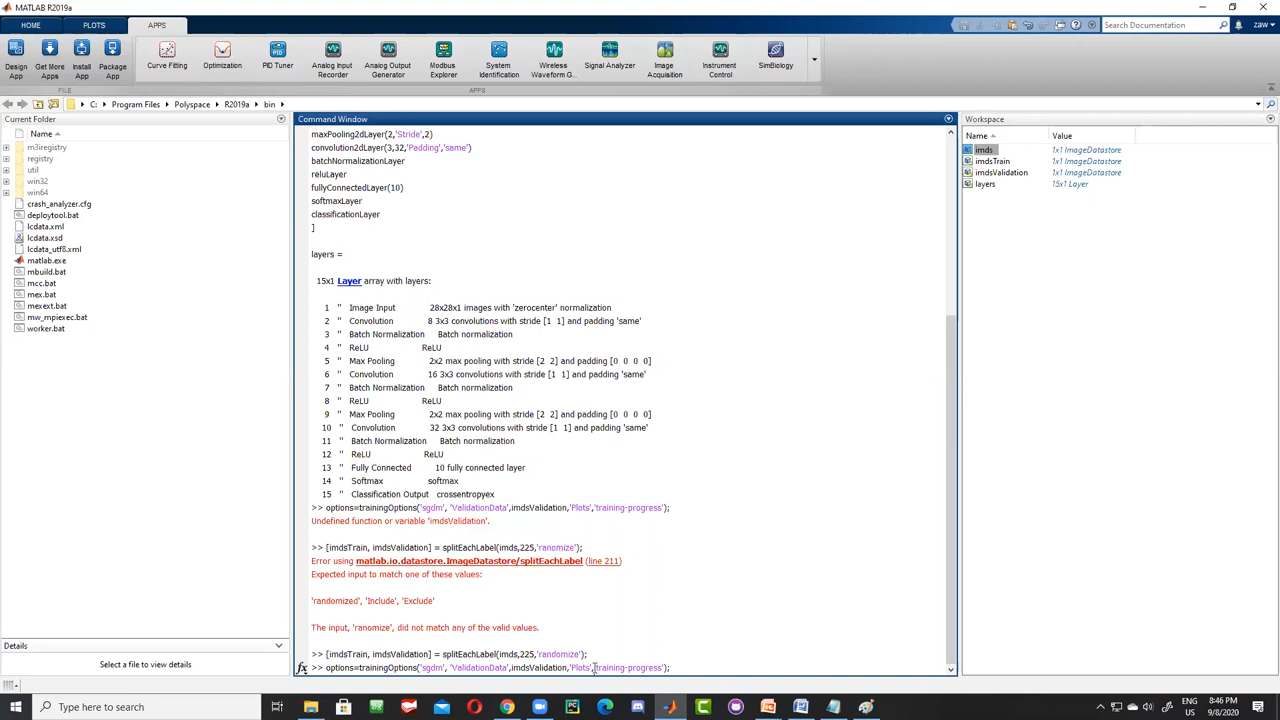 MATLAB R2019a
HOME
PLOTS
APPS
Search Documentation
zaw
Design App
Get More Apps
Install App
Package App
Curve Fitting
Optimization
PID Tuner
Analog Input Recorder
Analog Output Generator
Modbus Explorer
System Identification
Wireless Waveform G...
Signal Analyzer
Image Acquisition
Instrument Control
SimBiology
FILE
APPS
C: Program Files Polyspace R2019a bin
Current Folder
Name
m3iregistry
registry
util
win32
win64
crash_analyzer.cfg
deploytool.bat
lcdata.xml
lcdata.xsd
lcdata_utf8.xml
matlab.exe
mbuild.bat
mcc.bat
mex.bat
mexext.bat
mw_mpiexec.bat
worker.bat
Details
Select a file to view details
Command Window
maxPooling2dLayer(2,'Stride',2)
convolution2dLayer(3,32,'Padding','same')
batchNormalizationLayer
reluLayer
fullyConnectedLayer(10)
softmaxLayer
classificationLayer
]
layers =
15x1 Layer array with layers:
1 '' Image Input 28x28x1 images with 'zerocenter' normalization
2 '' Convolution 8 3x3 convolutions with stride [1 1] and padding 'same'
3 '' Batch Normalization Batch normalization
4 '' ReLU ReLU
5 '' Max Pooling 2x2 max pooling with stride [2 2] and padding [0 0 0 0]
6 '' Convolution 16 3x3 convolutions with stride [1 1] and padding 'same'
7 '' Batch Normalization Batch normalization
8 '' ReLU ReLU
9 '' Max Pooling 2x2 max pooling with stride [2 2] and padding [0 0 0 0]
10 '' Convolution 32 3x3 convolutions with stride [1 1] and padding 'same'
11 '' Batch Normalization Batch normalization
12 '' ReLU ReLU
13 '' Fully Connected 10 fully connected layer
14 '' Softmax softmax
15 '' Classification Output crossentropyex
>> options=trainingOptions('sgdm', 'ValidationData',imdsValidation,'Plots','training-progress');
Undefined function or variable 'imdsValidation'.
>> [imdsTrain, imdsValidation] = splitEachLabel(imds,225,'ranomize');
Error using matlab.io.datastore.ImageDatastore/splitEachLabel (line 211)
Expected input to match one of these values:
'randomized', 'Include', 'Exclude'
The input, 'ranomize', did not match any of the valid values.
>> [imdsTrain, imdsValidation] = splitEachLabel(imds,225,'randomize');
fx >> options=trainingOptions('sgdm', 'ValidationData',imdsValidation,'Plots','training-progress');
Workspace
Name Value
imds 1x1 ImageDatastore
imdsTrain 1x1 ImageDatastore
imdsValidation 1x1 ImageDatastore
layers 15x1 Layer
Type here to search
ENG
US
8:46 PM
9/8/2020